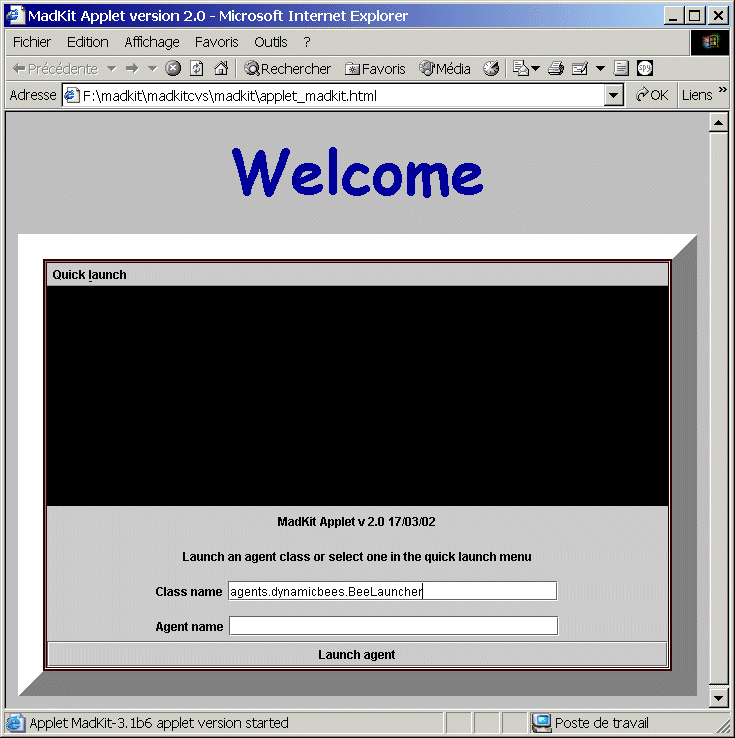 MadKit Applet version 2.0 - Microsoft Internet Explorer
Fichier Edition Affichage Favoris Outils ?
Précédente Rechercher Favoris Média SPY
Adresse F:\madkit\madkitcvs\madkit\applet_madkit.html OK Liens »
Welcome
Quick launch
MadKit Applet v 2.0 17/03/02
Launch an agent class or select one in the quick launch menu
Class name agents.dynamicbees.BeeLauncher
Agent name
Launch agent
Applet MadKit-3.1b6 applet version started Poste de travail